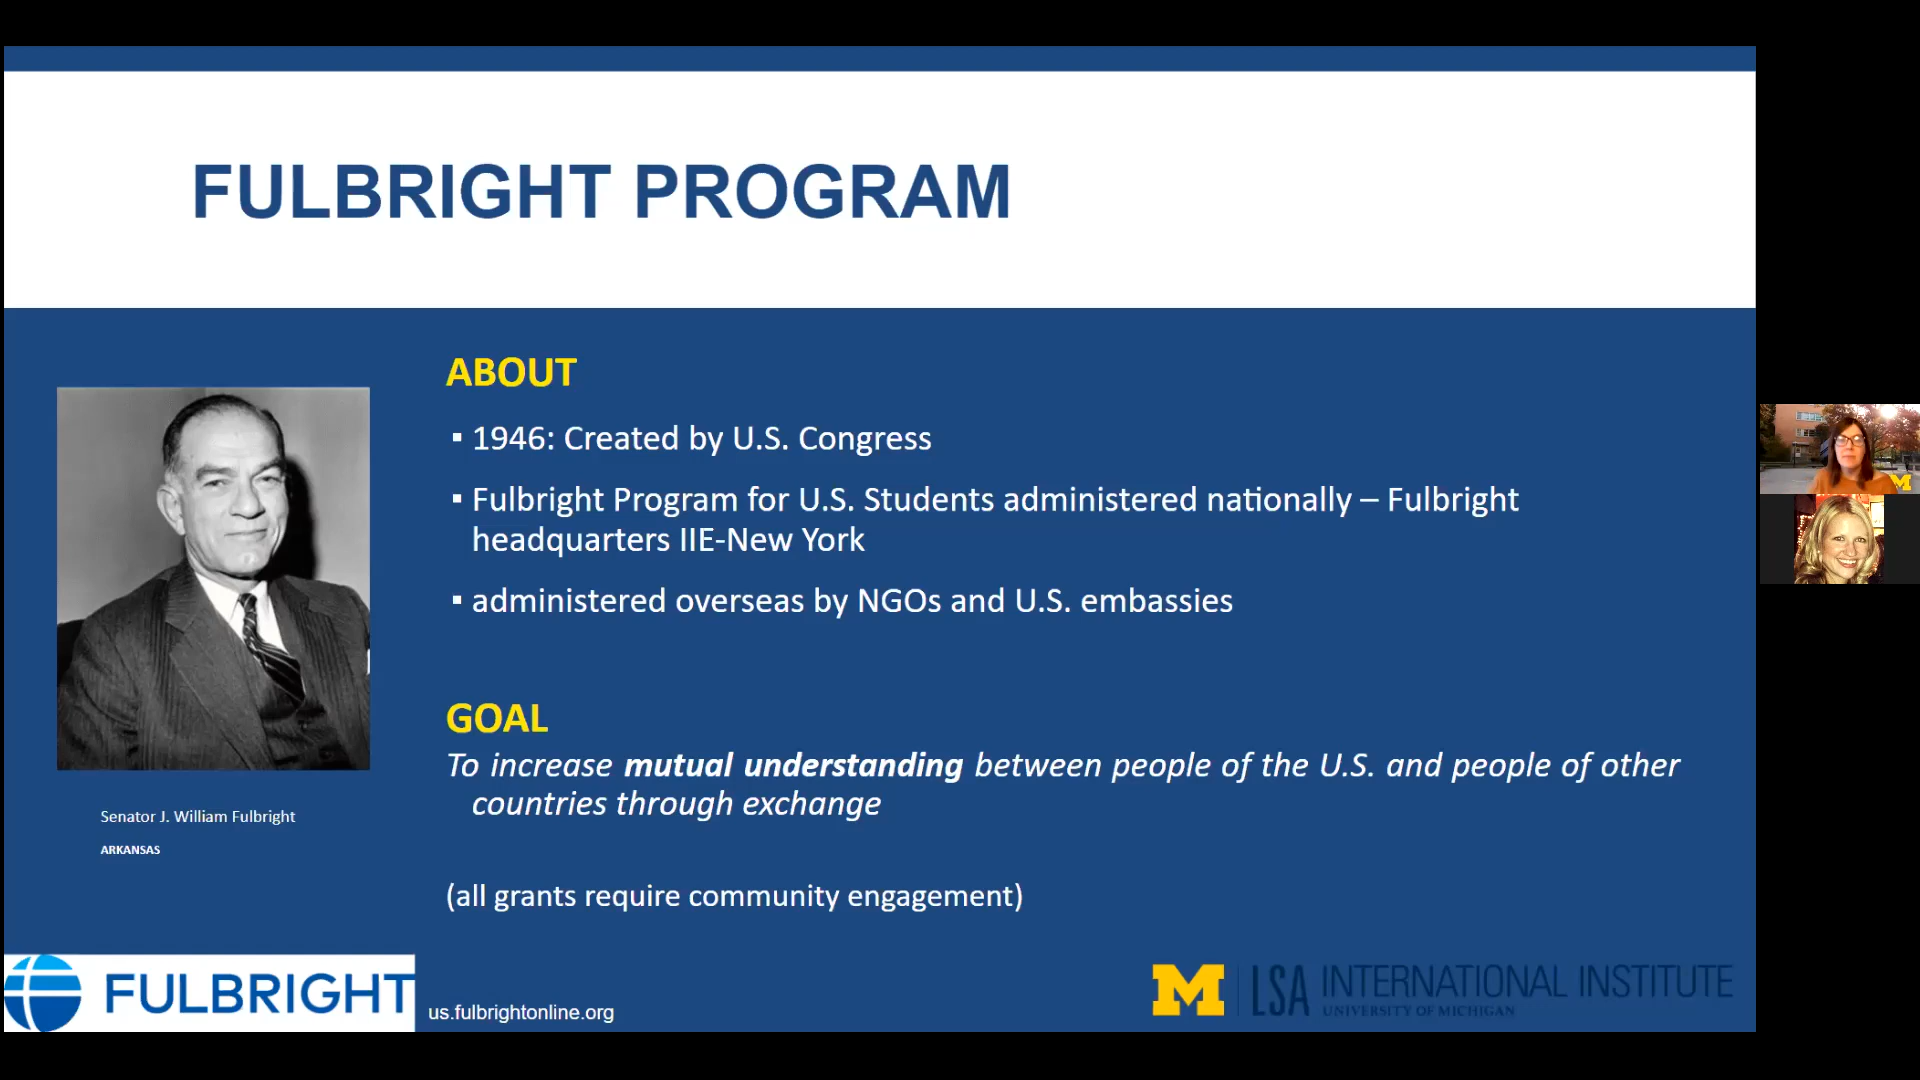 FULBRIGHT PROGRAM
ABOUT
▪ 1946: Created by U.S. Congress
▪ Fulbright Program for U.S. Students administered nationally – Fulbright
headquarters IIE-New York
▪ administered overseas by NGOs and U.S. embassies
GOAL
To increase mutual understanding between people of the U.S. and people of other
countries through exchange
(all grants require community engagement)
Senator J. William Fulbright
ARKANSAS
FULBRIGHT
us.fulbrightonline.org
M LSA INTERNATIONAL INSTITUTE
UNIVERSITY OF MICHIGAN
M